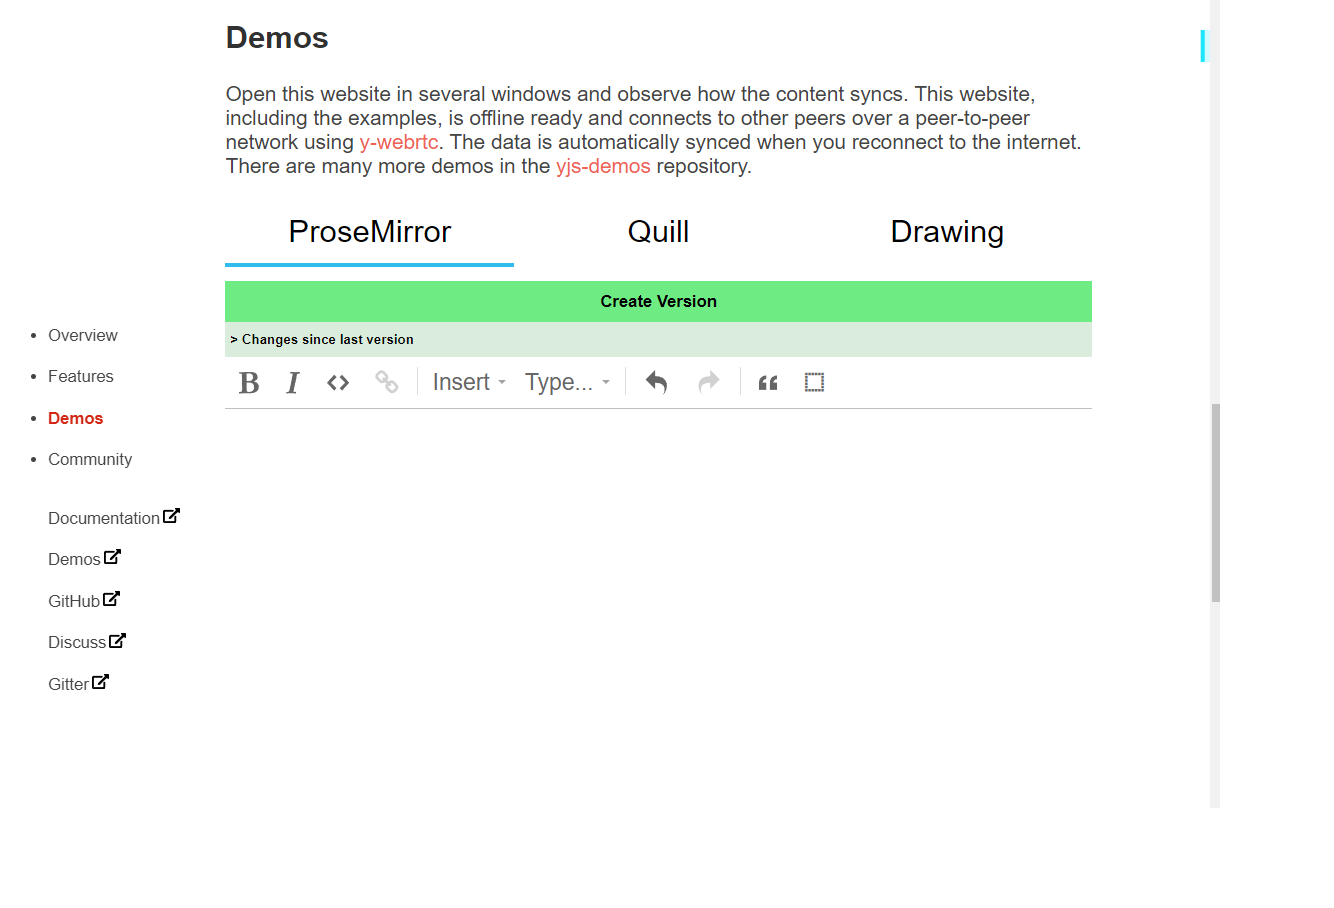 Demos
Open this website in several windows and observe how the content syncs. This website,
including the examples, is offline ready and connects to other peers over a peer-to-peer
network using y-webrtc. The data is automatically synced when you reconnect to the internet.
There are many more demos in the yjs-demos repository.
ProseMirror Quill Drawing
Create Version
> Changes since last version
B I <> Insert Type... “
Overview
Features
Demos
Community
Documentation
Demos
GitHub
Discuss
Gitter